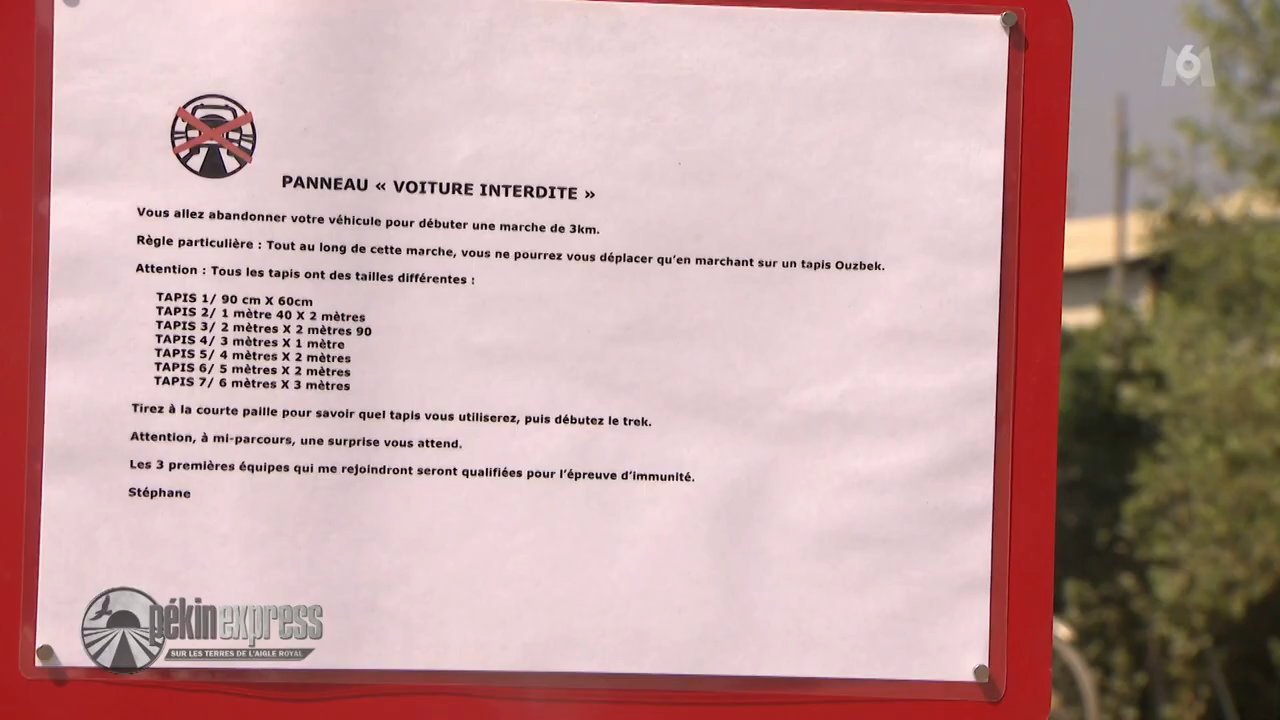 M6
PANNEAU « VOITURE INTERDITE »
Vous allez abandonner votre véhicule pour débuter une marche de 3km.
Règle particulière : Tout au long de cette marche, vous ne pourrez vous déplacer qu'en marchant sur un tapis Ouzbek.
Attention : Tous les tapis ont des tailles différentes :
TAPIS 1/ 90 cm X 60cm
TAPIS 2/ 1 mètre 40 X 2 mètres
TAPIS 3/ 2 mètres X 2 mètres 90
TAPIS 4/ 3 mètres X 1 mètre
TAPIS 5/ 4 mètres X 2 mètres
TAPIS 6/ 5 mètres X 2 mètres
TAPIS 7/ 6 mètres X 3 mètres
Tirez à la courte paille pour savoir quel tapis vous utiliserez, puis débutez le trek.
Attention, à mi-parcours, une surprise vous attend.
Les 3 premières équipes qui me rejoindront seront qualifiées pour l'épreuve d'immunité.
Stéphane
pékinexpress
SUR LES TERRES DE L'AIGLE ROYAL